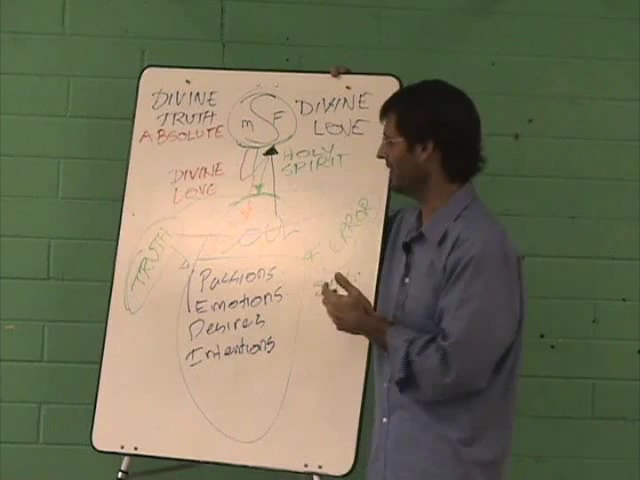 DIVINE
TRUTH
ABSOLUTE
M S F
DIVINE
LOVE
HOLY
SPIRIT
DIVINE
LOVE
SOUL
TRUTH
ERROR
Passions
Emotions
Desires
Intentions